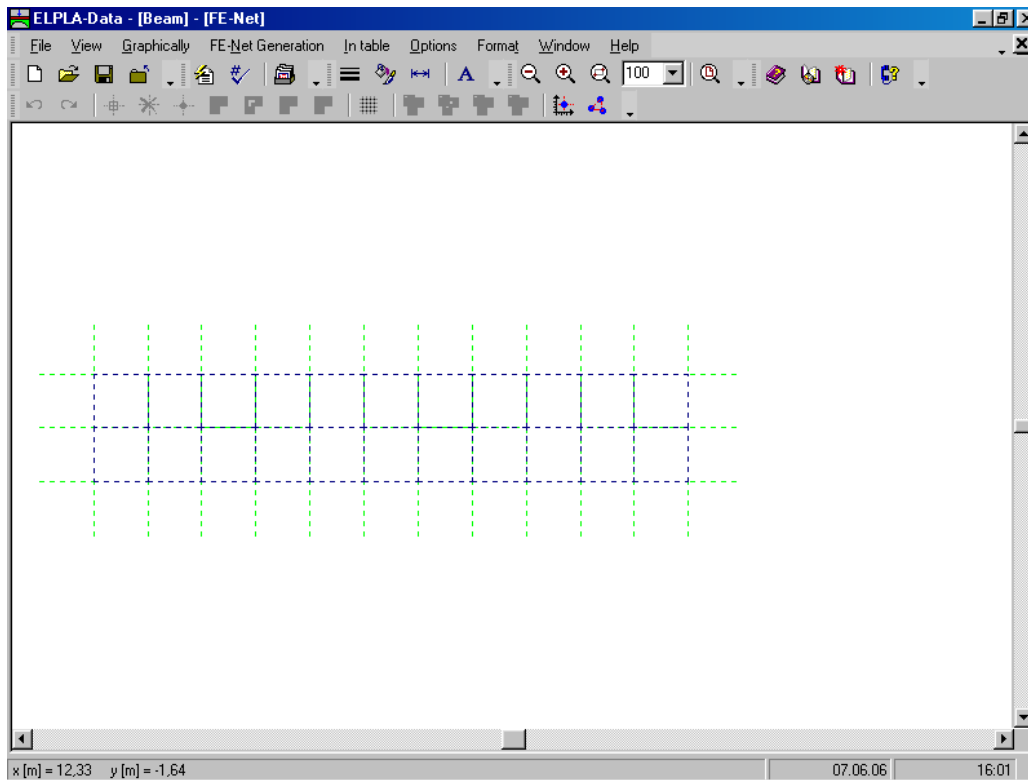 ELPLA-Data - [Beam] - [FE-Net]
File View Graphically FE-Net Generation In table Options Format Window Help
A 100
x [m] = 12,33 y [m] = -1,64 07.06.06 16:01